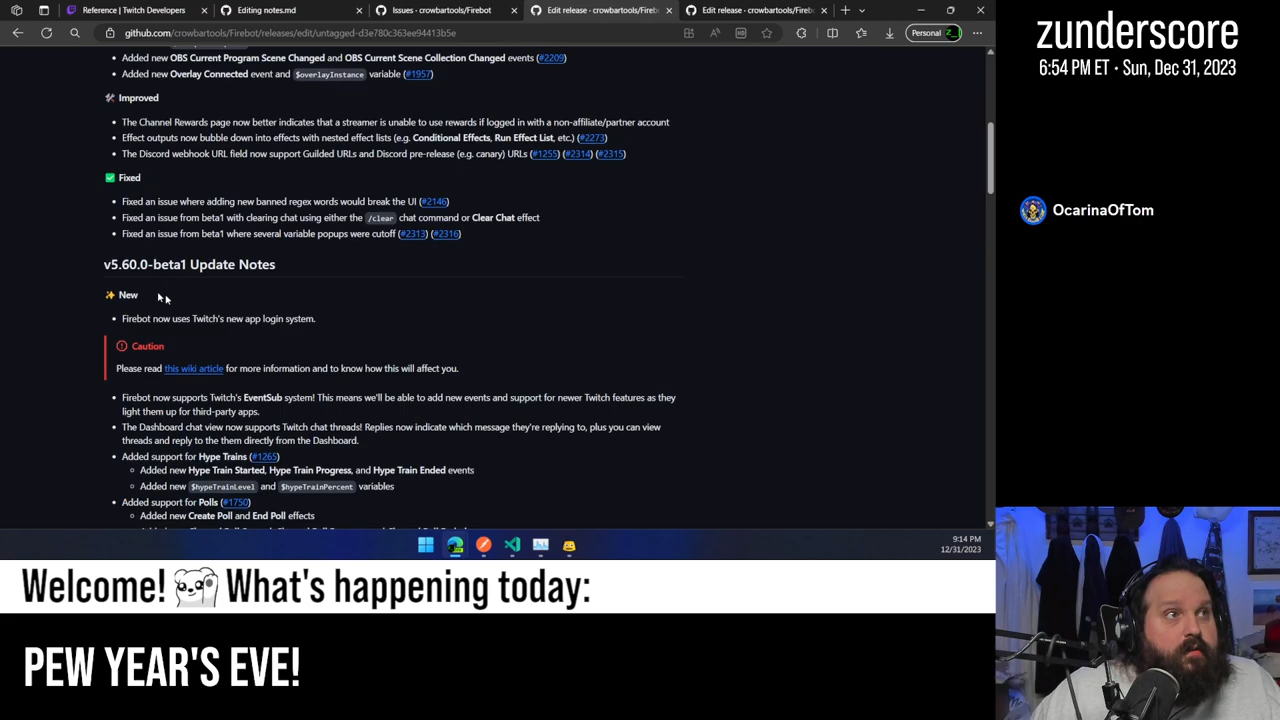 Reference | Twitch Developers
Editing notes.md
Issues - crowbartools/Firebot
Edit release · crowbartools/Fireb
Edit release · crowbartools/Fireb
github.com/crowbartools/Firebot/releases/edit/untagged-d3e780c363ee94413b5e
Personal
Added new OBS Current Program Scene Changed and OBS Current Scene Collection Changed events (#2209)
Added new Overlay Connected event and $overlayInstance variable (#1957)
Improved
The Channel Rewards page now better indicates that a streamer is unable to use rewards if logged in with a non-affiliate/partner account
Effect outputs now bubble down into effects with nested effect lists (e.g. Conditional Effects, Run Effect List, etc.) (#2273)
The Discord webhook URL field now support Guilded URLs and Discord pre-release (e.g. canary) URLs (#1255) (#2314) (#2315)
Fixed
Fixed an issue where adding new banned regex words would break the UI (#2146)
Fixed an issue from beta1 with clearing chat using either the /clear chat command or Clear Chat effect
Fixed an issue from beta1 where several variable popups were cutoff (#2313) (#2316)
v5.60.0-beta1 Update Notes
New
Firebot now uses Twitch's new app login system.
Caution
Please read this wiki article for more information and to know how this will affect you.
Firebot now supports Twitch's EventSub system! This means we'll be able to add new events and support for newer Twitch features as they
light them up for third-party apps.
The Dashboard chat view now supports Twitch chat threads! Replies now indicate which message they're replying to, plus you can view
threads and reply to the them directly from the Dashboard.
Added support for Hype Trains (#1265)
Added new Hype Train Started, Hype Train Progress, and Hype Train Ended events
Added new $hypeTrainLevel and $hypeTrainPercent variables
Added support for Polls (#1750)
Added new Create Poll and End Poll effects
9:14 PM
12/31/2023
zunderscore
6:54 PM ET · Sun, Dec 31, 2023
OcarinaOfTom
Welcome! What's happening today:
PEW YEAR'S EVE!